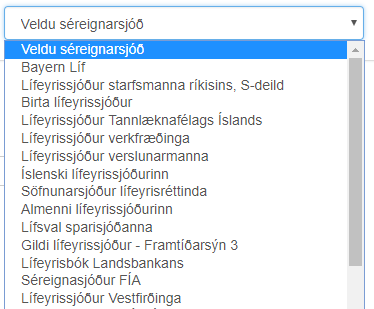 Veldu séreignarsjóð
Veldu séreignarsjóð
Bayern Líf
Lífeyrissjóður starfsmanna ríkisins, S-deild
Birta lífeyrissjóður
Lífeyrissjóður Tannlæknafélags Íslands
Lífeyrissjóður verkfræðinga
Lífeyrissjóður verslunarmanna
Íslenski lífeyrissjóðurinn
Söfnunarsjóður lífeyrisréttinda
Almenni lífeyrissjóðurinn
Lífsval sparisjóðanna
Gildi lífeyrissjóður - Framtíðarsýn 3
Lífeyrisbók Landsbankans
Séreignasjóður FÍA
Lífeyrissjóður Vestfirðinga